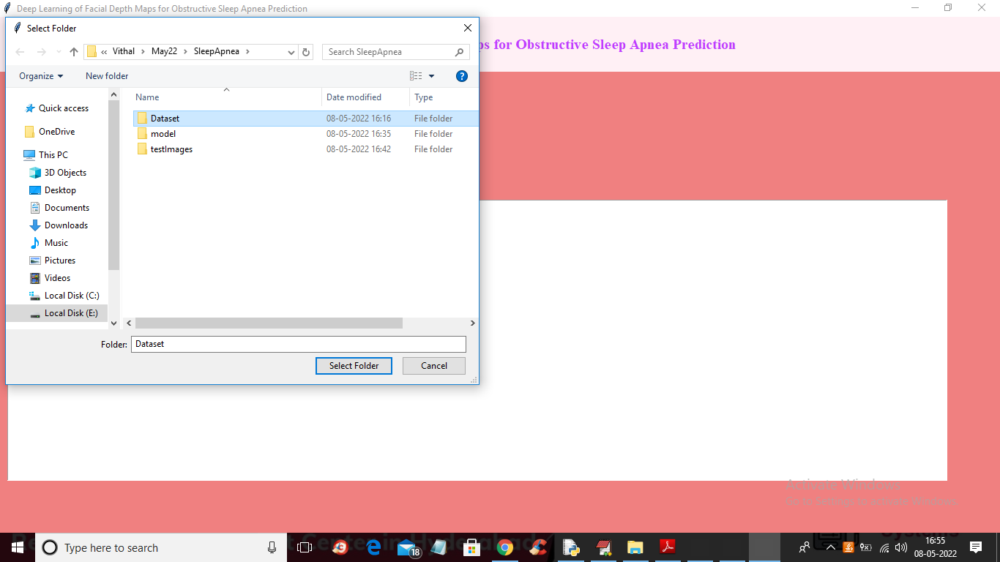 Deep Learning of Facial Depth Maps for Obstructive Sleep Apnea Prediction
Select Folder
ps for Obstructive Sleep Apnea Prediction
« Vithal › May22 › SleepApnea ›
Search SleepApnea
Organize
New folder
?
Name Date modified Type
Quick access
OneDrive
This PC
3D Objects
Desktop
Documents
Downloads
Music
Pictures
Videos
Local Disk (C:)
Local Disk (E:)
Dataset 08-05-2022 16:16 File folder
model 08-05-2022 16:35 File folder
testImages 08-05-2022 16:42 File folder
Folder: Dataset
Select Folder Cancel
Activate Windows
Go to Settings to activate Windows.
Type here to search
18
16:55
08-05-2022